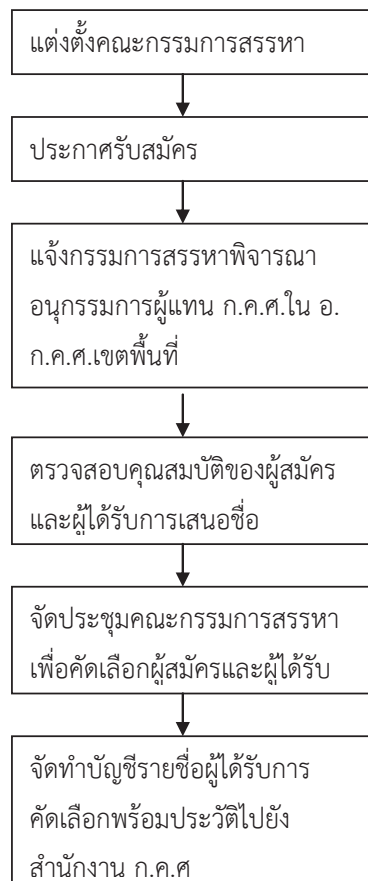 แต่งตั้งคณะกรรมการสรรหา
ประกาศรับสมัคร
แจ้งกรรมการสรรหาพิจารณา
อนุกรรมการผู้แทน ก.ค.ศ.ใน อ.
ก.ค.ศ.เขตพื้นที่
ตรวจสอบคุณสมบัติของผู้สมัคร
และผู้ได้รับการเสนอชื่อ
จัดประชุมคณะกรรมการสรรหา
เพื่อคัดเลือกผู้สมัครและผู้ได้รับ
จัดทำบัญชีรายชื่อผู้ได้รับการ
คัดเลือกพร้อมประวัติไปยัง
สำนักงาน ก.ค.ศ